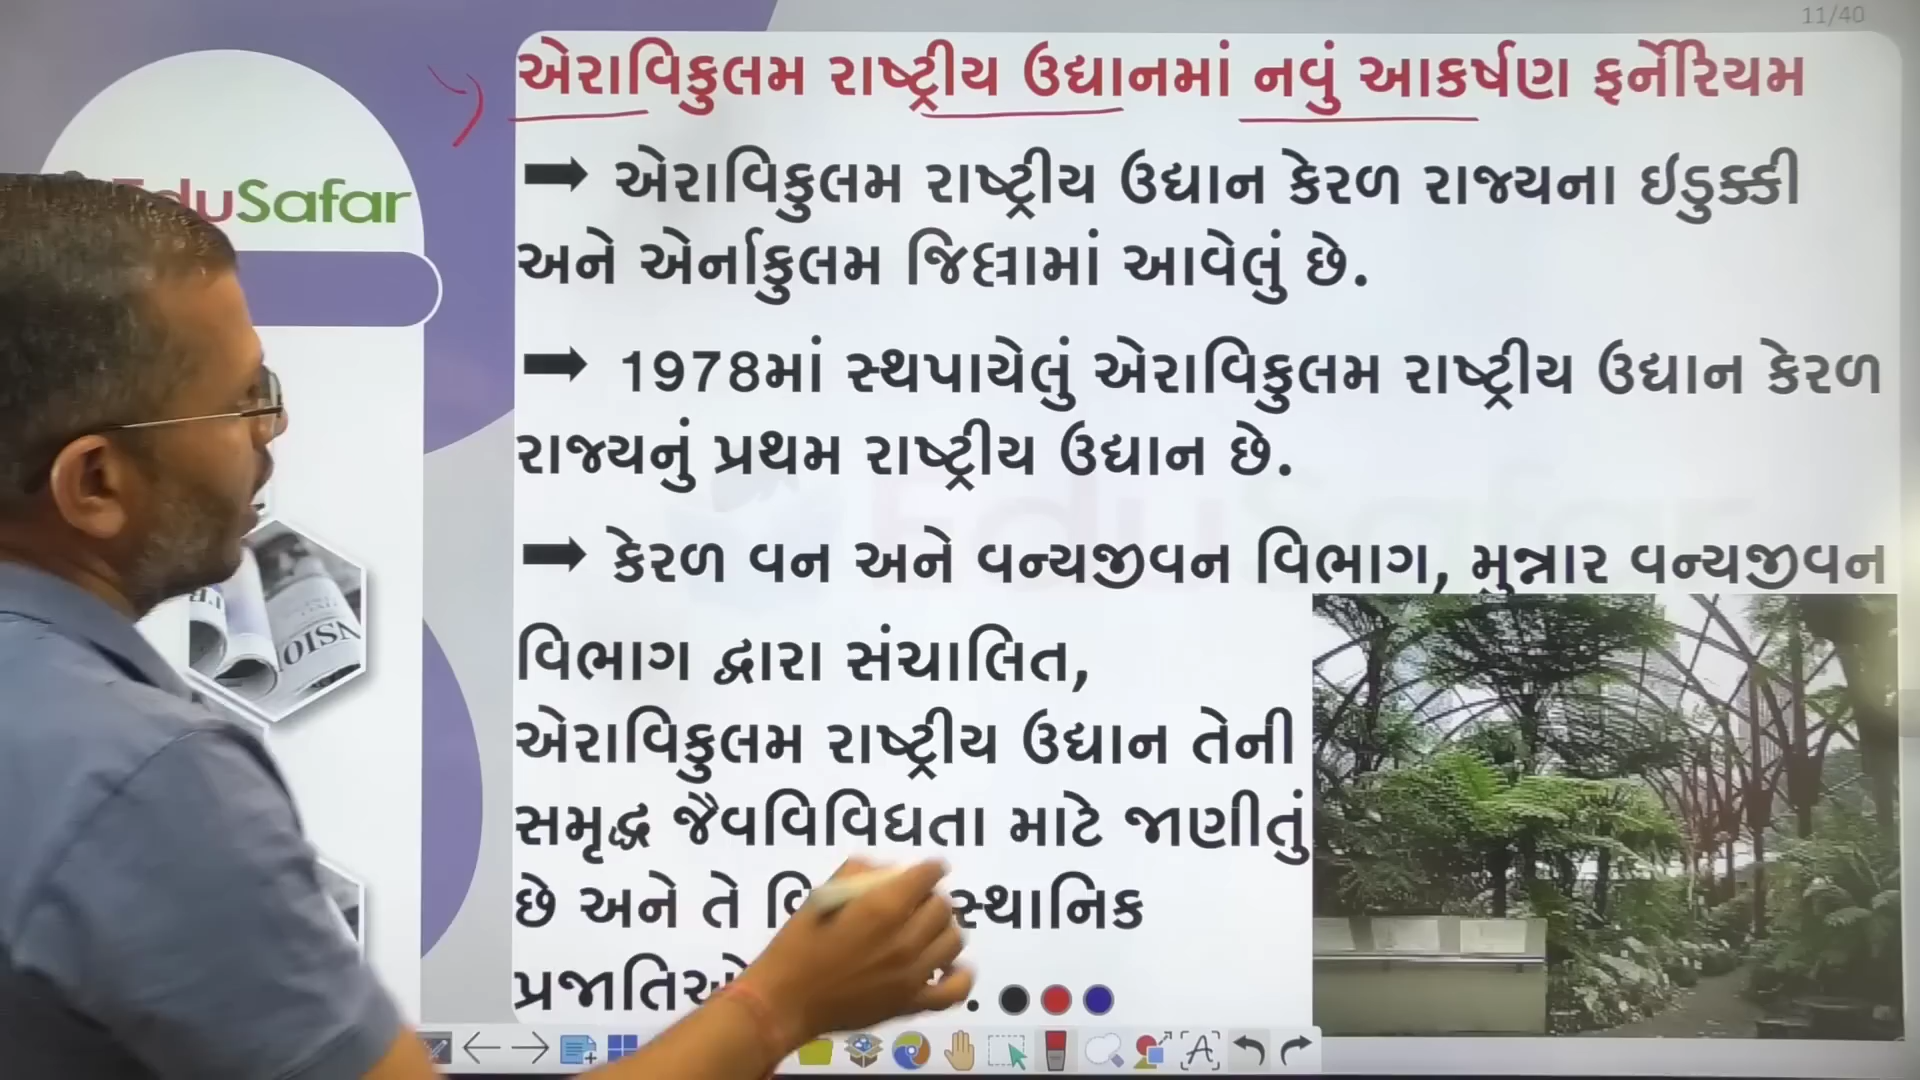 11/40
એરાવિકુલમ રાષ્ટ્રીય ઉદ્યાનમાં નવું આકર્ષણ ફર્નેરિયમ
EduSafar
➡ એરાવિકુલમ રાષ્ટ્રીય ઉદ્યાન કેરળ રાજ્યના ઇડુક્કી
અને એર્નાકુલમ જિલ્લામાં આવેલું છે.
➡ 1978માં સ્થપાયેલું એરાવિકુલમ રાષ્ટ્રીય ઉદ્યાન કેરળ
રાજ્યનું પ્રથમ રાષ્ટ્રીય ઉદ્યાન છે.
EduSafar
➡ કેરળ વન અને વન્યજીવન વિભાગ, મુન્નાર વન્યજીવન
વિભાગ દ્વારા સંચાલિત,
એરાવિકુલમ રાષ્ટ્રીય ઉદ્યાન તેની
સમૃદ્ધ જૈવવિવિધતા માટે જાણીતું
છે અને તે સ્થાનિક